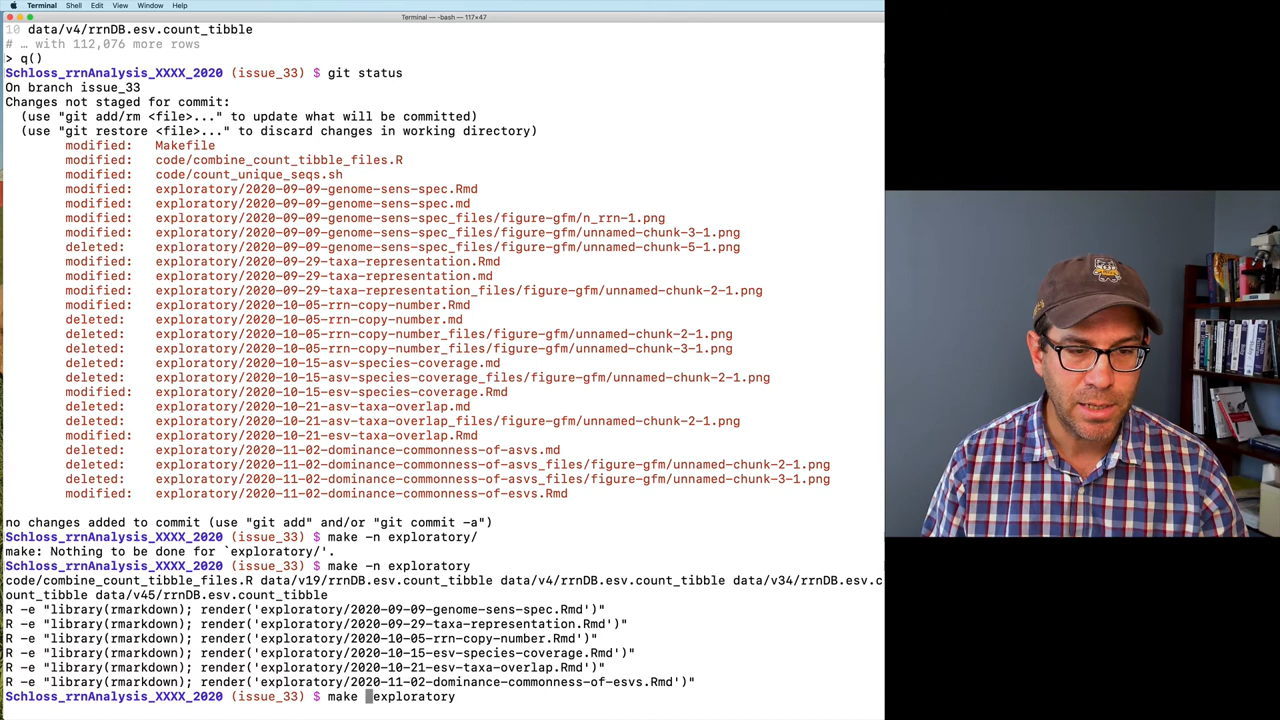 Terminal Shell Edit View Window Help
Terminal — -bash — 117×47
10 data/v4/rrnDB.esv.count_tibble
# … with 112,076 more rows
> q()
Schloss_rrnAnalysis_XXXX_2020 (issue_33) $ git status
On branch issue_33
Changes not staged for commit:
(use "git add/rm <file>..." to update what will be committed)
(use "git restore <file>..." to discard changes in working directory)
modified: Makefile
modified: code/combine_count_tibble_files.R
modified: code/count_unique_seqs.sh
modified: exploratory/2020-09-09-genome-sens-spec.Rmd
modified: exploratory/2020-09-09-genome-sens-spec.md
modified: exploratory/2020-09-09-genome-sens-spec_files/figure-gfm/n_rrn-1.png
modified: exploratory/2020-09-09-genome-sens-spec_files/figure-gfm/unnamed-chunk-3-1.png
deleted: exploratory/2020-09-09-genome-sens-spec_files/figure-gfm/unnamed-chunk-5-1.png
modified: exploratory/2020-09-29-taxa-representation.Rmd
modified: exploratory/2020-09-29-taxa-representation.md
modified: exploratory/2020-09-29-taxa-representation_files/figure-gfm/unnamed-chunk-2-1.png
modified: exploratory/2020-10-05-rrn-copy-number.Rmd
deleted: exploratory/2020-10-05-rrn-copy-number.md
deleted: exploratory/2020-10-05-rrn-copy-number_files/figure-gfm/unnamed-chunk-2-1.png
deleted: exploratory/2020-10-05-rrn-copy-number_files/figure-gfm/unnamed-chunk-3-1.png
deleted: exploratory/2020-10-15-asv-species-coverage.md
deleted: exploratory/2020-10-15-asv-species-coverage_files/figure-gfm/unnamed-chunk-2-1.png
modified: exploratory/2020-10-15-esv-species-coverage.Rmd
deleted: exploratory/2020-10-21-asv-taxa-overlap.md
deleted: exploratory/2020-10-21-asv-taxa-overlap_files/figure-gfm/unnamed-chunk-2-1.png
modified: exploratory/2020-10-21-esv-taxa-overlap.Rmd
deleted: exploratory/2020-11-02-dominance-commonness-of-asvs.md
deleted: exploratory/2020-11-02-dominance-commonness-of-asvs_files/figure-gfm/unnamed-chunk-2-1.png
deleted: exploratory/2020-11-02-dominance-commonness-of-asvs_files/figure-gfm/unnamed-chunk-3-1.png
modified: exploratory/2020-11-02-dominance-commonness-of-esvs.Rmd
no changes added to commit (use "git add" and/or "git commit -a")
Schloss_rrnAnalysis_XXXX_2020 (issue_33) $ make -n exploratory/
make: Nothing to be done for `exploratory/'.
Schloss_rrnAnalysis_XXXX_2020 (issue_33) $ make -n exploratory
code/combine_count_tibble_files.R data/v19/rrnDB.esv.count_tibble data/v4/rrnDB.esv.count_tibble data/v34/rrnDB.esv.c
ount_tibble data/v45/rrnDB.esv.count_tibble
R -e "library(rmarkdown); render('exploratory/2020-09-09-genome-sens-spec.Rmd')"
R -e "library(rmarkdown); render('exploratory/2020-09-29-taxa-representation.Rmd')"
R -e "library(rmarkdown); render('exploratory/2020-10-05-rrn-copy-number.Rmd')"
R -e "library(rmarkdown); render('exploratory/2020-10-15-esv-species-coverage.Rmd')"
R -e "library(rmarkdown); render('exploratory/2020-10-21-esv-taxa-overlap.Rmd')"
R -e "library(rmarkdown); render('exploratory/2020-11-02-dominance-commonness-of-esvs.Rmd')"
Schloss_rrnAnalysis_XXXX_2020 (issue_33) $ make exploratory